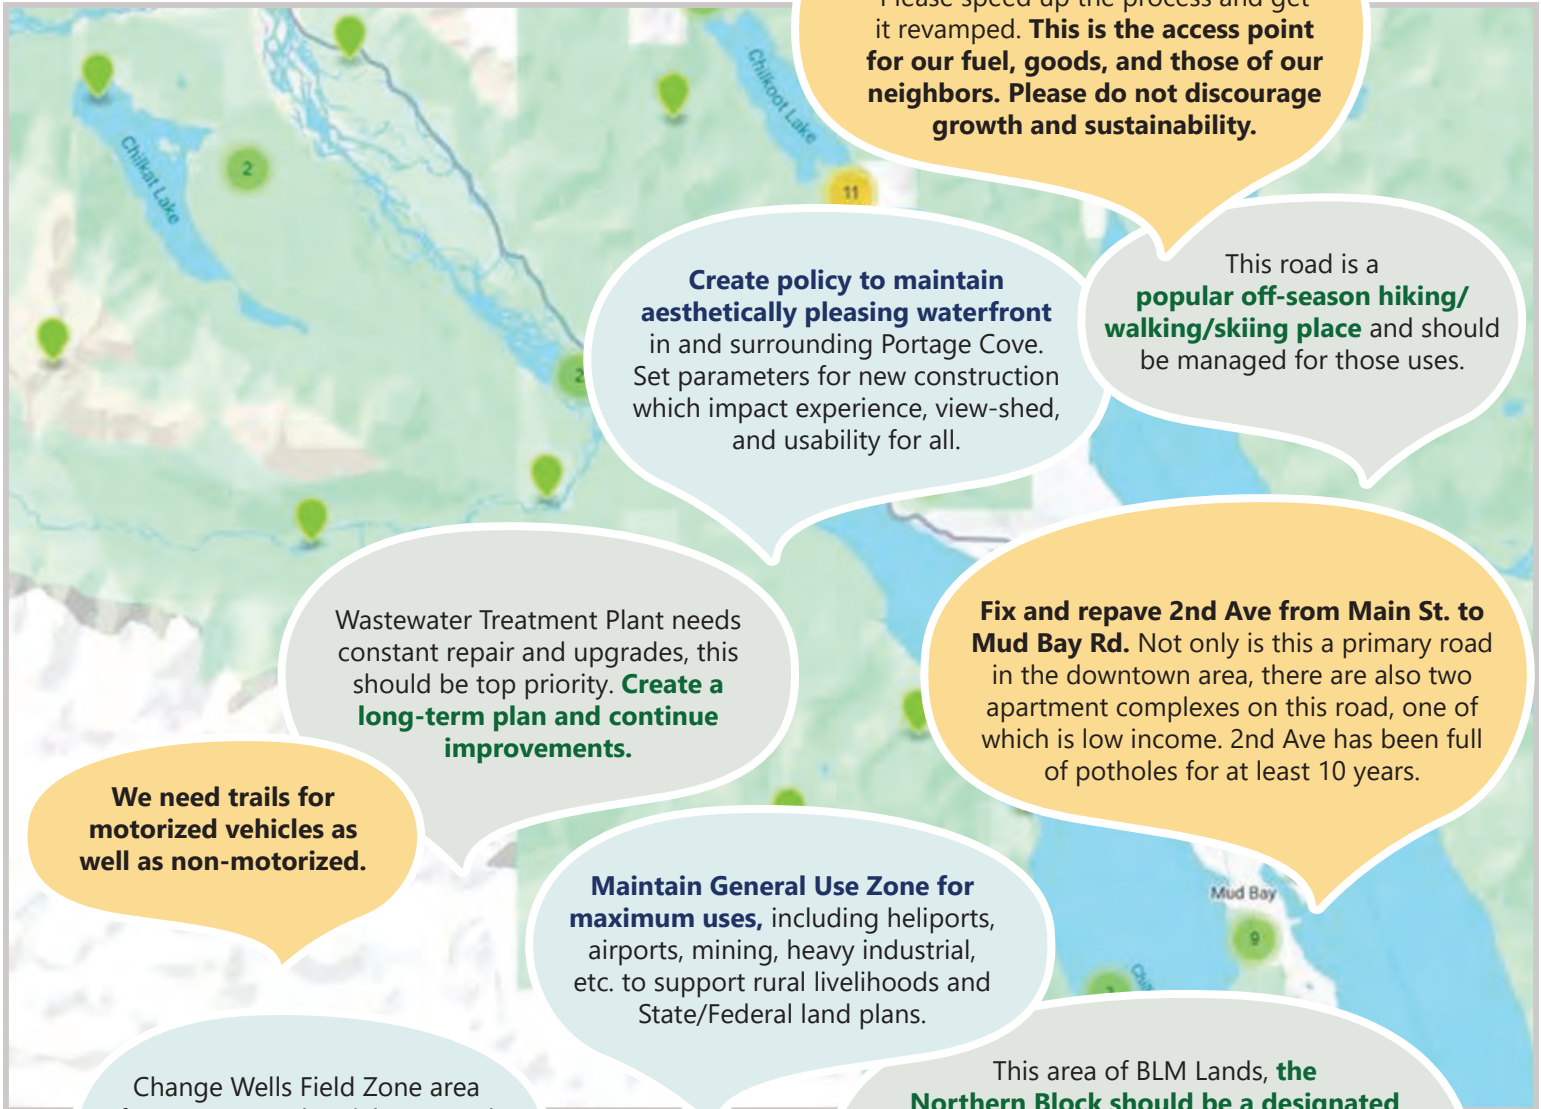 Please speed up the process and get
it revamped. This is the access point
for our fuel, goods, and those of our
neighbors. Please do not discourage
growth and sustainability.
Chilkoot Lake
Chilkat Lake
2
11
This road is a
popular off-season hiking/
walking/skiing place and should
be managed for those uses.
Create policy to maintain
aesthetically pleasing waterfront
in and surrounding Portage Cove.
Set parameters for new construction
which impact experience, view-shed,
and usability for all.
2
Wastewater Treatment Plant needs
constant repair and upgrades, this
should be top priority. Create a
long-term plan and continue
improvements.
Fix and repave 2nd Ave from Main St. to
Mud Bay Rd. Not only is this a primary road
in the downtown area, there are also two
apartment complexes on this road, one of
which is low income. 2nd Ave has been full
of potholes for at least 10 years.
We need trails for
motorized vehicles as
well as non-motorized.
Maintain General Use Zone for
maximum uses, including heliports,
airports, mining, heavy industrial,
etc. to support rural livelihoods and
State/Federal land plans.
Mud Bay
9
This area of BLM Lands, the
Northern Block should be a designated
Change Wells Field Zone area